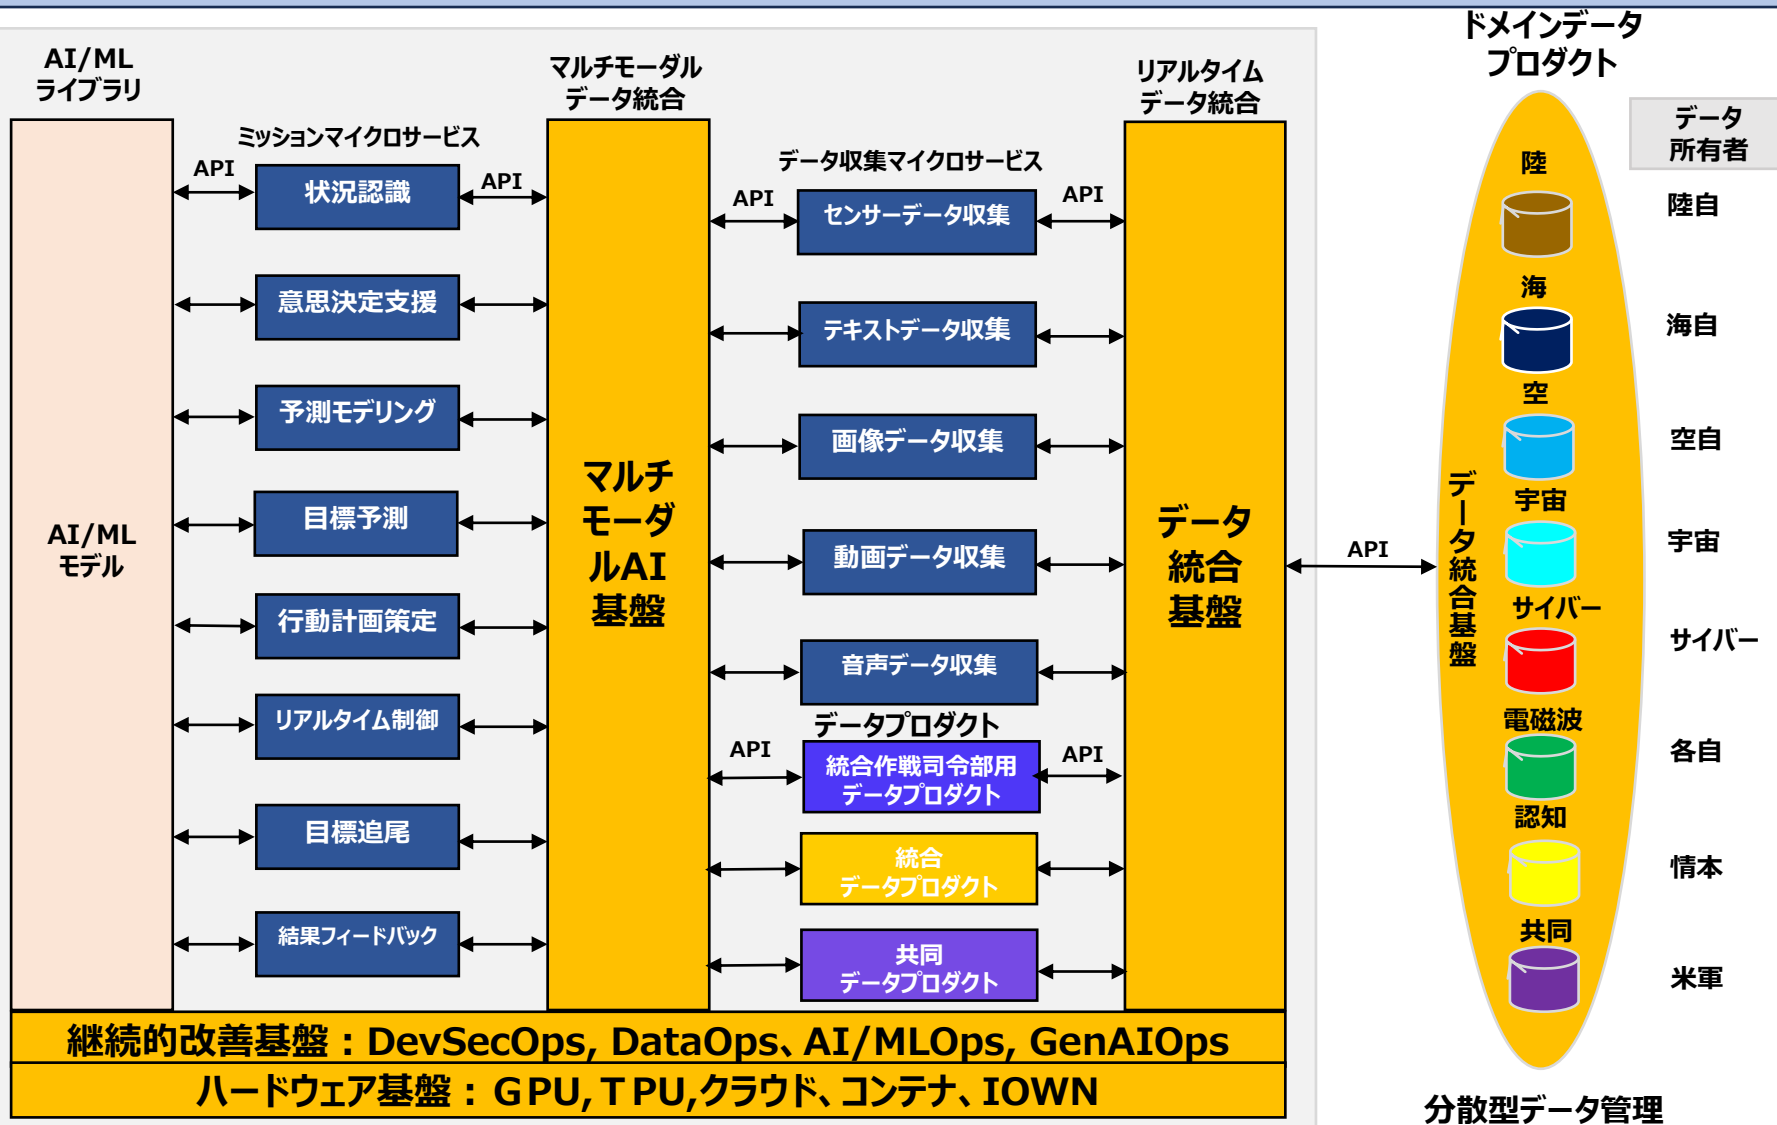 AI/ML
ライブラリ
マルチモーダル
データ統合
リアルタイム
データ統合
ドメインデータ
プロダクト
データ
所有者
ミッションマイクロサービス
データ収集マイクロサービス
AI/ML
モデル
API
状況認識
API
意思決定支援
予測モデリング
目標予測
行動計画策定
リアルタイム制御
目標追尾
結果フィードバック
マルチ
モーダ
ルAI
基盤
API
センサーデータ収集
API
テキストデータ収集
画像データ収集
動画データ収集
音声データ収集
データプロダクト
API
統合作戦司令部用
データプロダクト
API
統合
データプロダクト
共同
データプロダクト
データ
統合
基盤
API
データ統合基盤
陸
陸自
海
海自
空
空自
宇宙
宇宙
サイバー
サイバー
電磁波
各自
認知
情本
共同
米軍
継続的改善基盤：DevSecOps, DataOps、AI/MLOps, GenAIOps
ハードウェア基盤：ＧPU,ＴPU,クラウド、コンテナ、IOWN
分散型データ管理